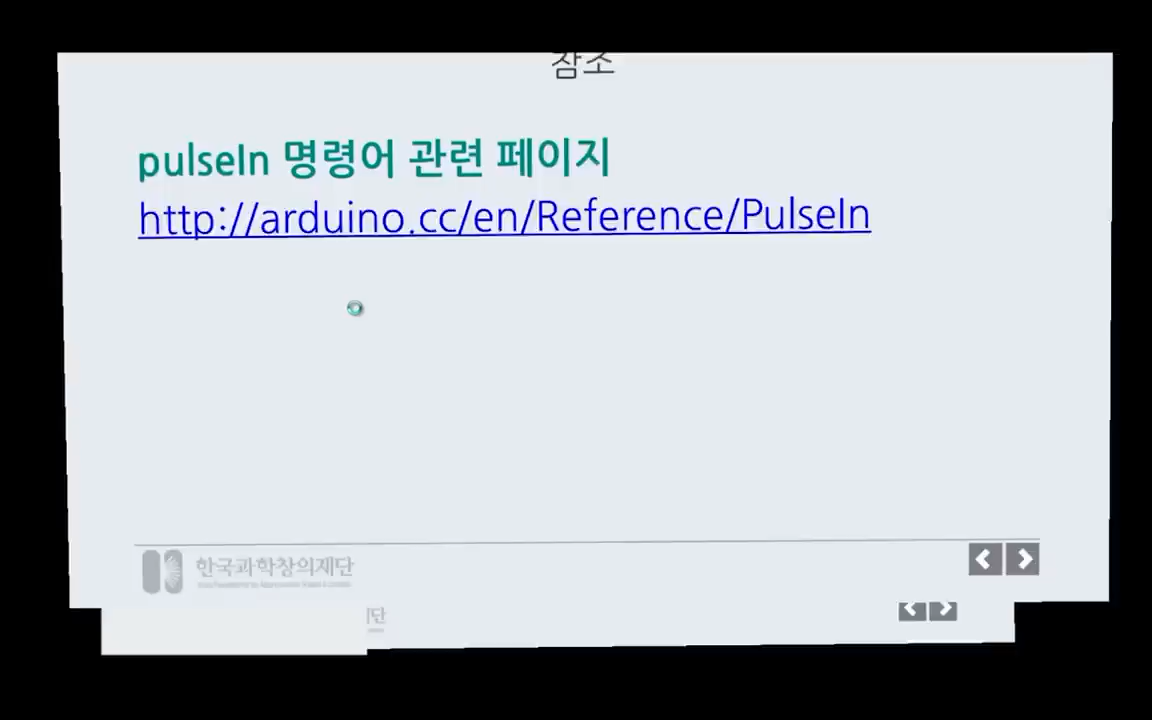 참조
pulseIn 명령어 관련 페이지
http://arduino.cc/en/Reference/PulseIn
한국과학창의재단
단